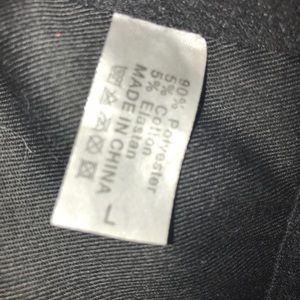 90% Polyester
5% Cotton
5% Elastan
MADE IN CHINA
L